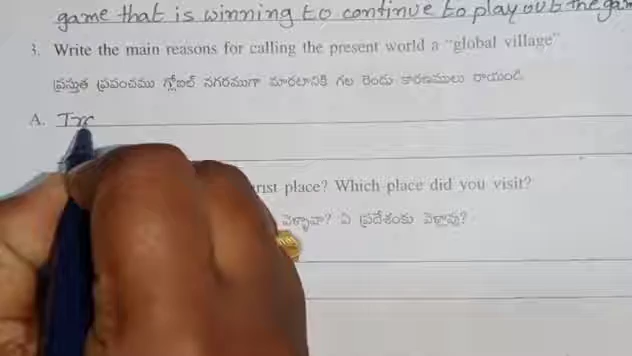 game that is winning to continue to play out the gam
3. Write the main reasons for calling the present world a "global village"
ప్రస్తుత ప్రపంచము గ్లోబల్ నగరముగా మారటానికి గల రెండు కారణములు రాయండి.
A. Tr
rist place? Which place did you visit?
వెళ్ళావా? ఏ ప్రదేశంకు వెళ్లావు?